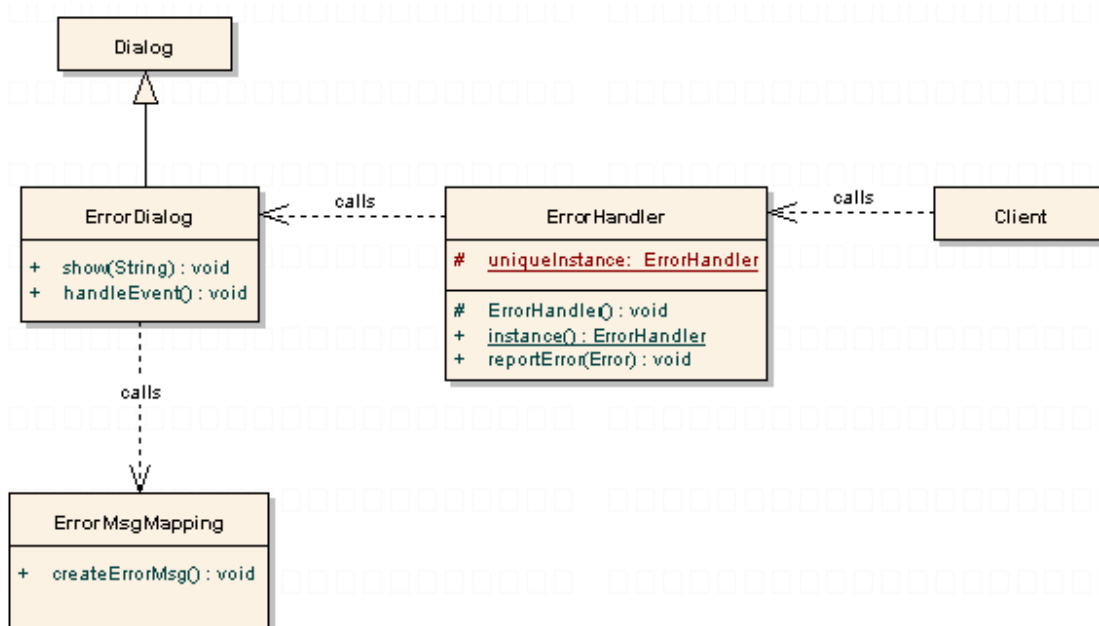 Dialog
ErrorDialog
+ show(String) : void
+ handleEvent() : void
calls
ErrorHandler
# uniqueInstance: ErrorHandler
# ErrorHandler() : void
+ instance() : ErrorHandler
+ reportError(Error) : void
calls
Client
calls
ErrorMsgMapping
+ createErrorMsg() : void